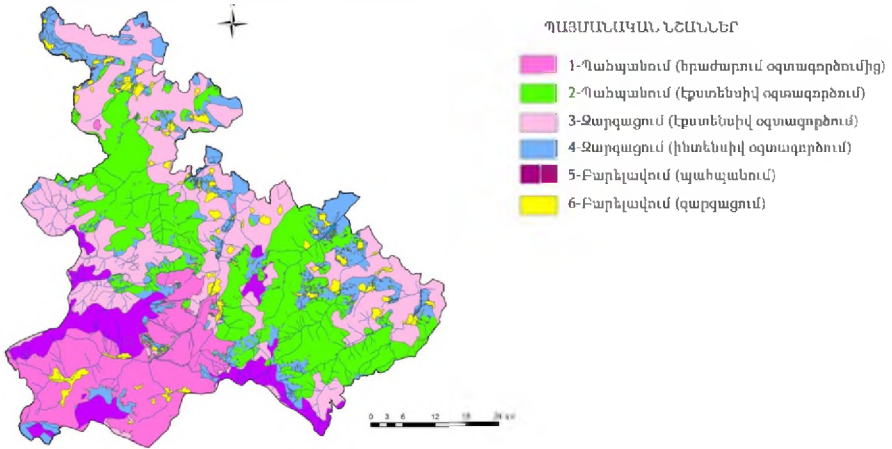 ՊԱՅՄԱՆԱԿԱՆ ՆՇԱՆՆԵՐ
1-Պահպանում (հրաժարում օգտագործումից)
2-Պահպանում (էքստենսիվ օգտագործում)
3-Զարգացում (էքստենսիվ օգտագործում)
4-Զարգացում (ինտենսիվ օգտագործում)
5-Բարելավում (պահպանում)
6-Բարելավում (զարգացում)
0 3 6 12 18 24